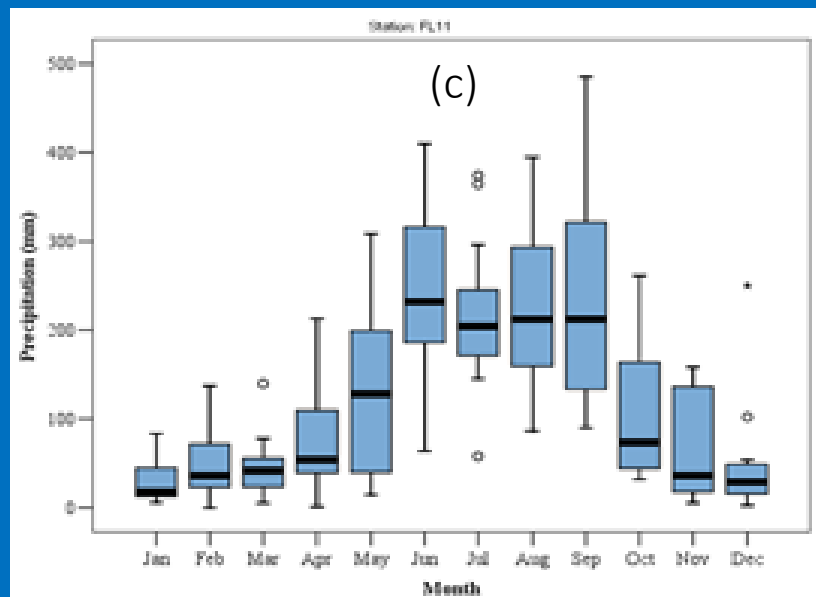 Station: FL11
(c)
500
400
300
200
100
0
Precipitation (mm)
Jan Feb Mar Apr May Jun Jul Aug Sep Oct Nov Dec
Month